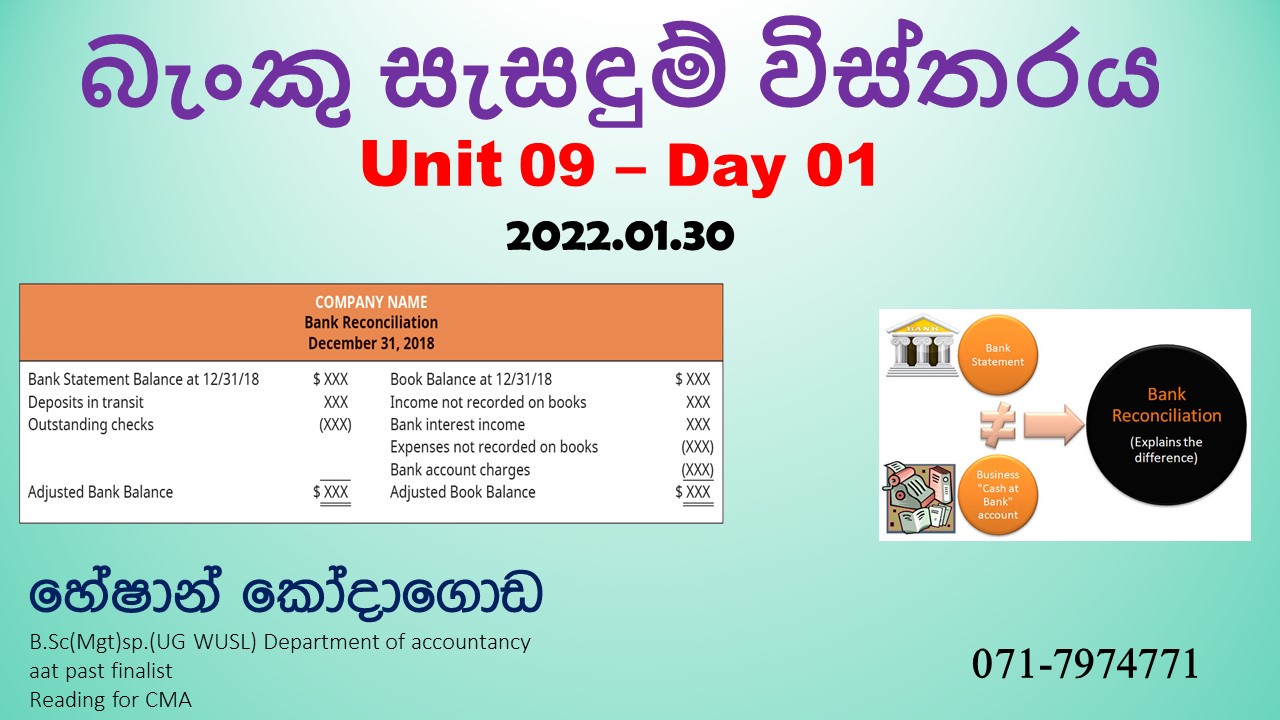 බැංකු සැසඳුම් විස්තරය
Unit 09 – Day 01
2022.01.30
COMPANY NAME
Bank Reconciliation
December 31, 2018
Bank Statement Balance at 12/31/18 $ XXX Book Balance at 12/31/18 $ XXX
Deposits in transit XXX Income not recorded on books XXX
Outstanding checks (XXX) Bank interest income XXX
Expenses not recorded on books (XXX)
Bank account charges (XXX)
Adjusted Bank Balance $ XXX Adjusted Book Balance $ XXX
BANK
Bank
Statement
≠
Business
"Cash at
Bank"
account
Bank
Reconciliation
(Explains the
difference)
හේෂාන් කෝදාගොඩ
B.Sc(Mgt)sp.(UG WUSL) Department of accountancy
aat past finalist
Reading for CMA
071-7974771